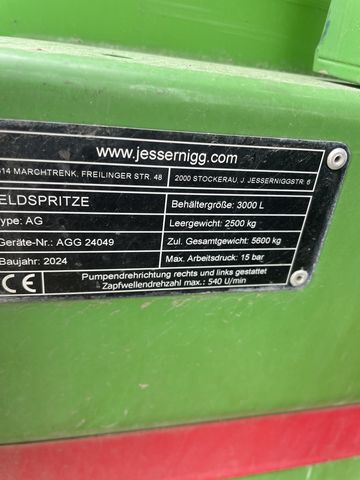 www.jessernigg.com
614 MARCHTRENK, FREILINGER STR. 48 2000 STOCKERAU, J. JESSERNIGGSTR. 6
ELDSPRITZE Behältergröße: 3000 L
ype: AG Leergewicht: 2500 kg
Geräte-Nr.: AGG 24049 Zul. Gesamtgewicht: 5600 kg
Baujahr: 2024 Max. Arbeitsdruck: 15 bar
CE Pumpendrehrichtung rechts und links gestattet
Zapfwellendrehzahl max.: 540 U/min